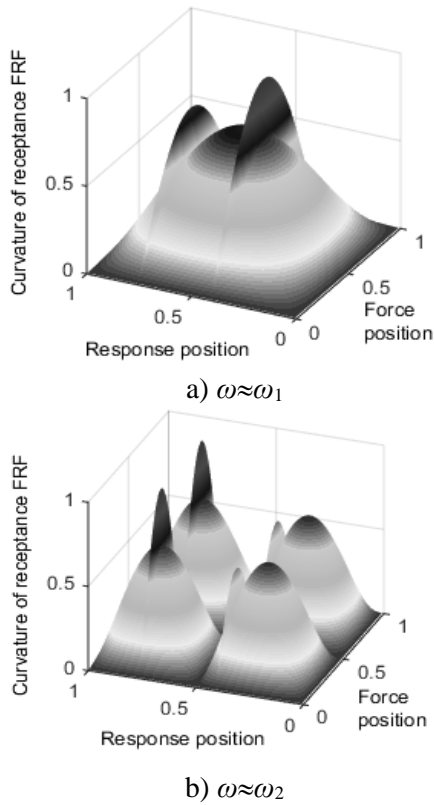 Curvature of receptance FRF
1
0.5
0
1
0.5
0
Response position
0
0.5
1
Force
position
a) ω≈ω₁
Curvature of receptance FRF
1
0.5
0
1
0.5
0
Response position
0
0.5
1
Force
position
b) ω≈ω₂